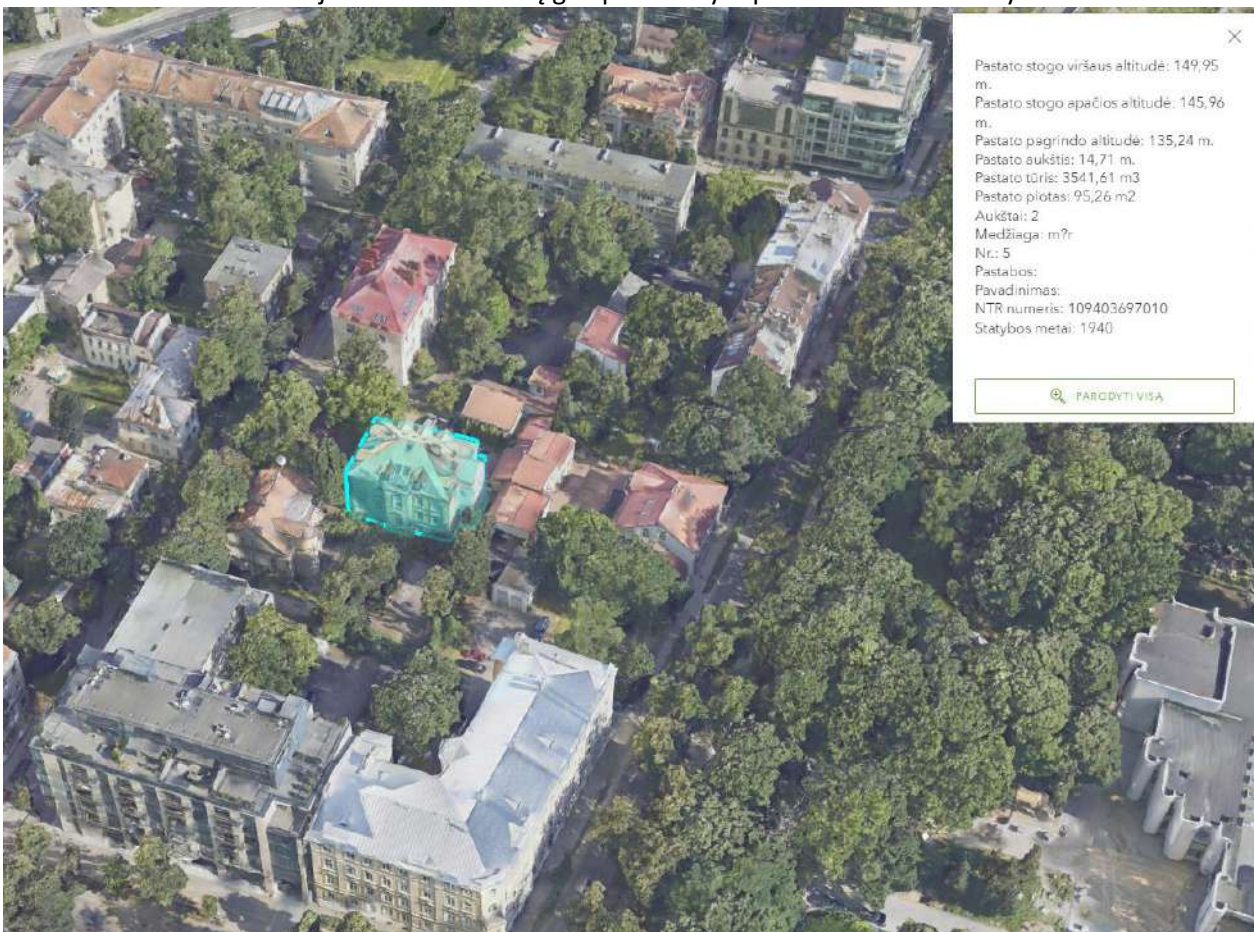 Pastato stogo viršaus altitudė: 149,95
m.
Pastato stogo apačios altitudė: 145,96
m.
Pastato pagrindo altitudė: 135,24 m.
Pastato aukštis: 14,71 m.
Pastato tūris: 3541,61 m3
Pastato plotas: 95,26 m2
Aukštai: 2
Medžiaga: m?r
Nr.: 5
Pastabos:
Pavadinimas:
NTR numeris: 109403697010
Statybos metai: 1940
PARODYTI VISĄ